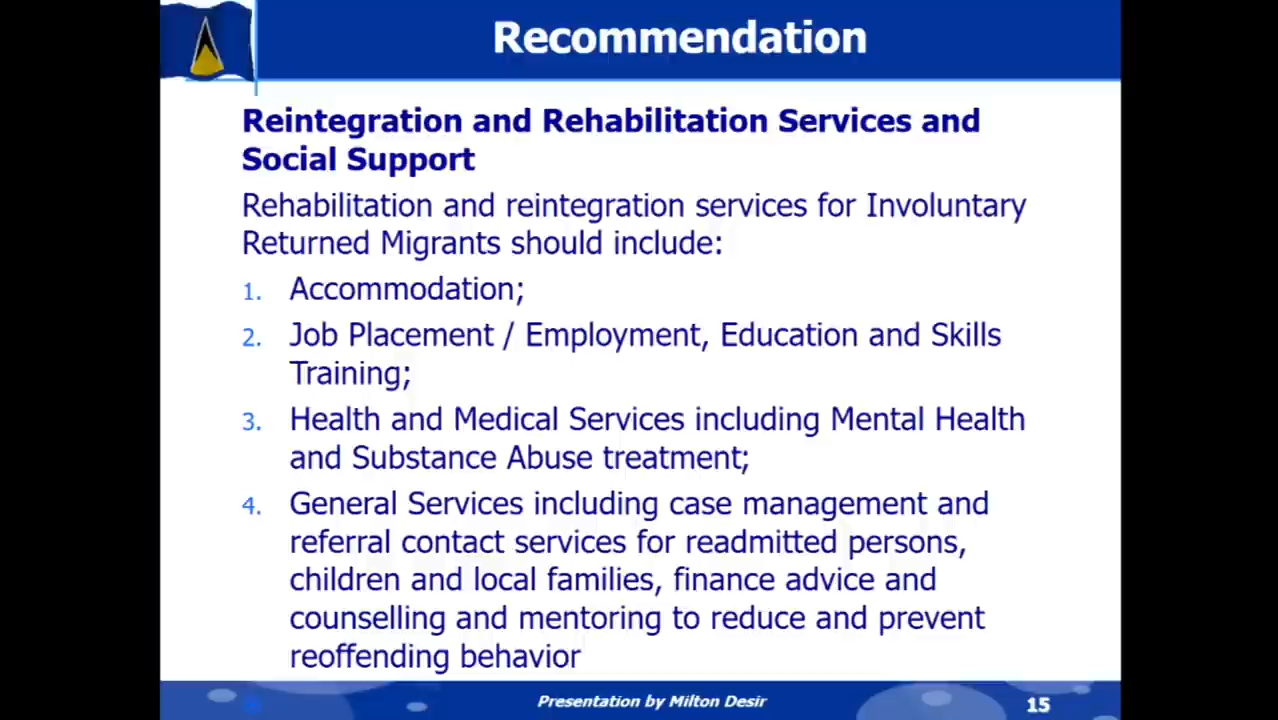 Recommendation
Reintegration and Rehabilitation Services and
Social Support
Rehabilitation and reintegration services for Involuntary
Returned Migrants should include:
1. Accommodation;
2. Job Placement / Employment, Education and Skills
Training;
3. Health and Medical Services including Mental Health
and Substance Abuse treatment;
4. General Services including case management and
referral contact services for readmitted persons,
children and local families, finance advice and
counselling and mentoring to reduce and prevent
reoffending behavior
Presentation by Milton Desir
15